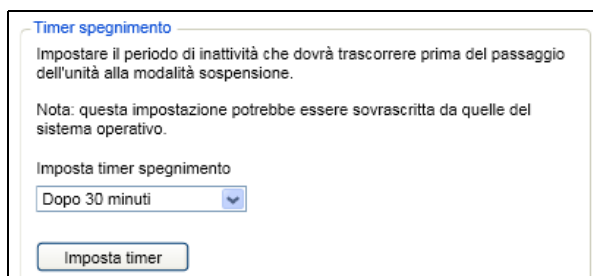 Timer spegnimento
Impostare il periodo di inattività che dovrà trascorrere prima del passaggio
dell'unità alla modalità sospensione.
Nota: questa impostazione potrebbe essere sovrascritta da quelle del
sistema operativo.
Imposta timer spegnimento
Dopo 30 minuti
Imposta timer